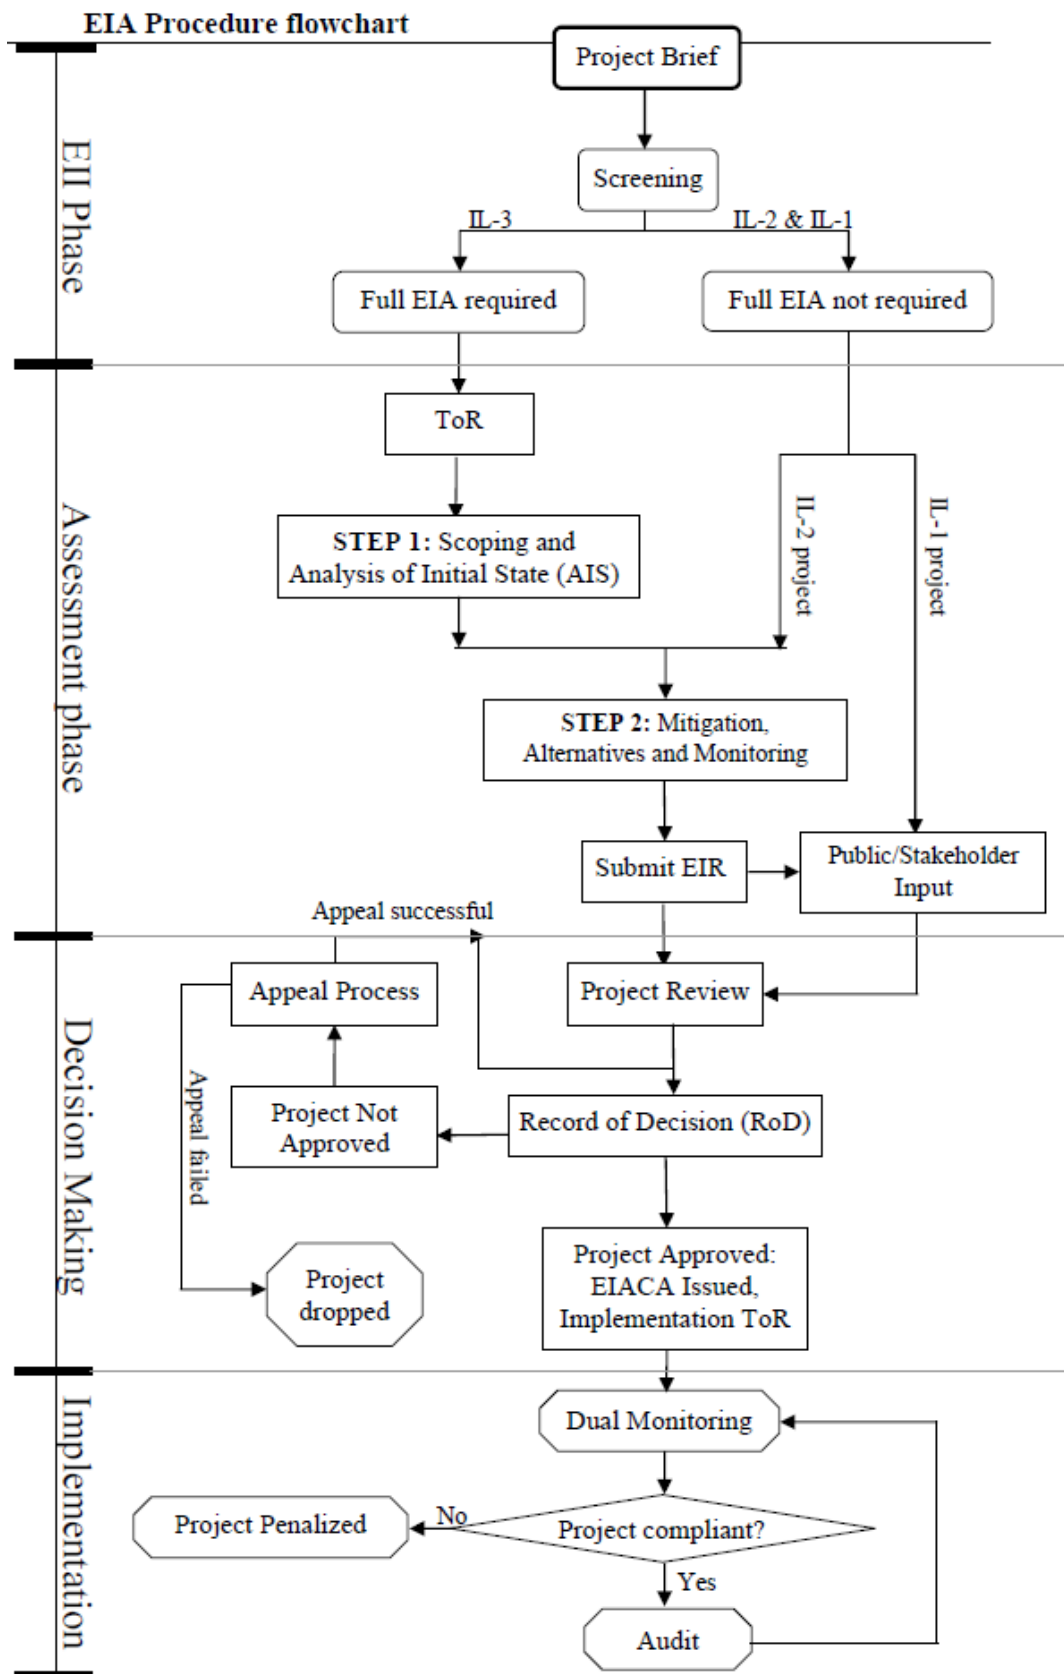 EIA Procedure flowchart
Project Brief
EII Phase
Screening
IL-3
IL-2 & IL-1
Full EIA required
Full EIA not required
Assessment phase
ToR
STEP 1: Scoping and
Analysis of Initial State (AIS)
IL-2 project
IL-1 project
STEP 2: Mitigation,
Alternatives and Monitoring
Submit EIR
Public/Stakeholder
Input
Appeal successful
Decision Making
Appeal Process
Project Review
Appeal failed
Project Not
Approved
Record of Decision (RoD)
Project
dropped
Project Approved:
EIACA Issued,
Implementation ToR
Implementation
Dual Monitoring
Project Penalized
No
Project compliant?
Yes
Audit